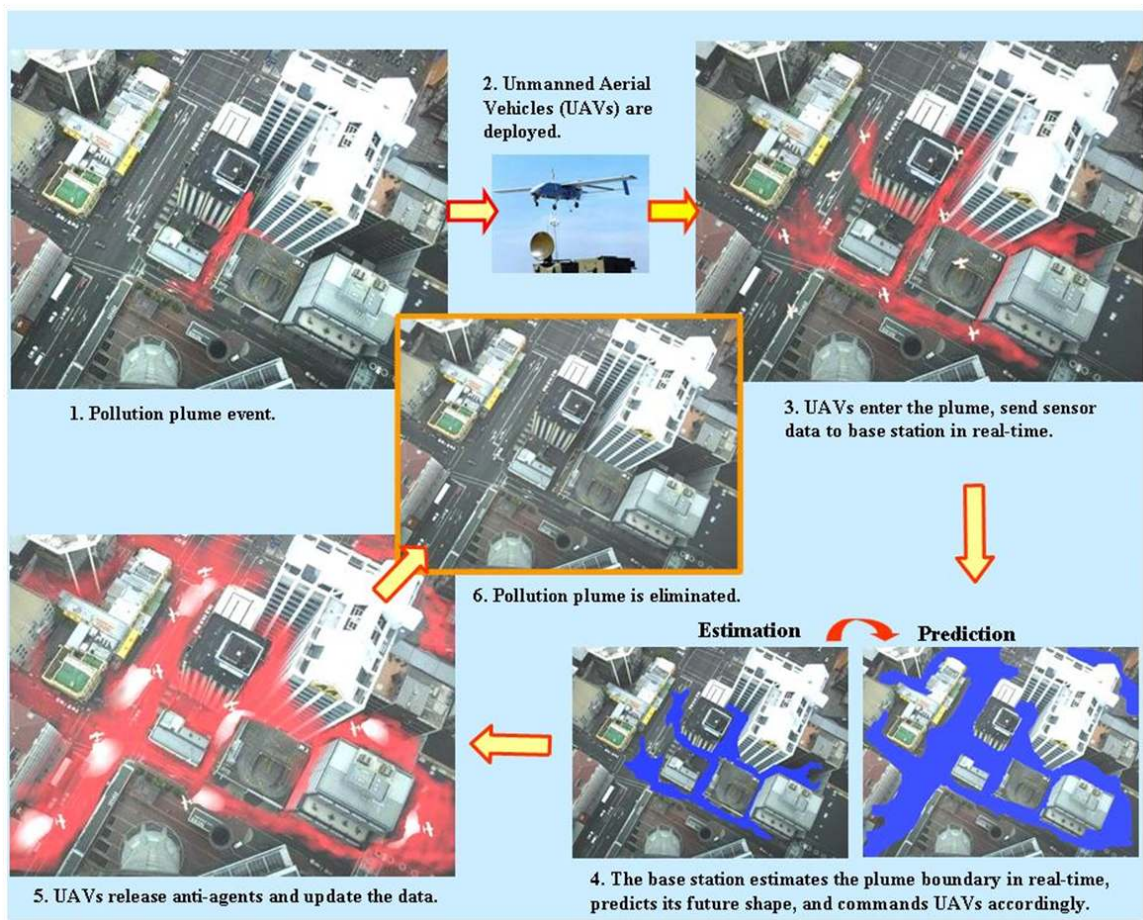 2. Unmanned Aerial
Vehicles (UAVs) are
deployed.
1. Pollution plume event.
3. UAVs enter the plume, send sensor
data to base station in real-time.
6. Pollution plume is eliminated.
Estimation
Prediction
5. UAVs release anti-agents and update the data.
4. The base station estimates the plume boundary in real-time,
predicts its future shape, and commands UAVs accordingly.